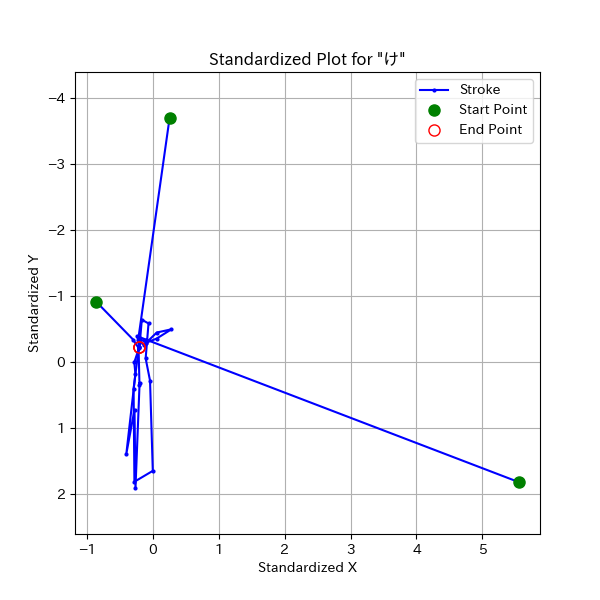 Standardized Plot for "け"
Stroke
Start Point
End Point
−4
−3
−2
−1
0
1
2
Standardized Y
−1 0 1 2 3 4 5
Standardized X